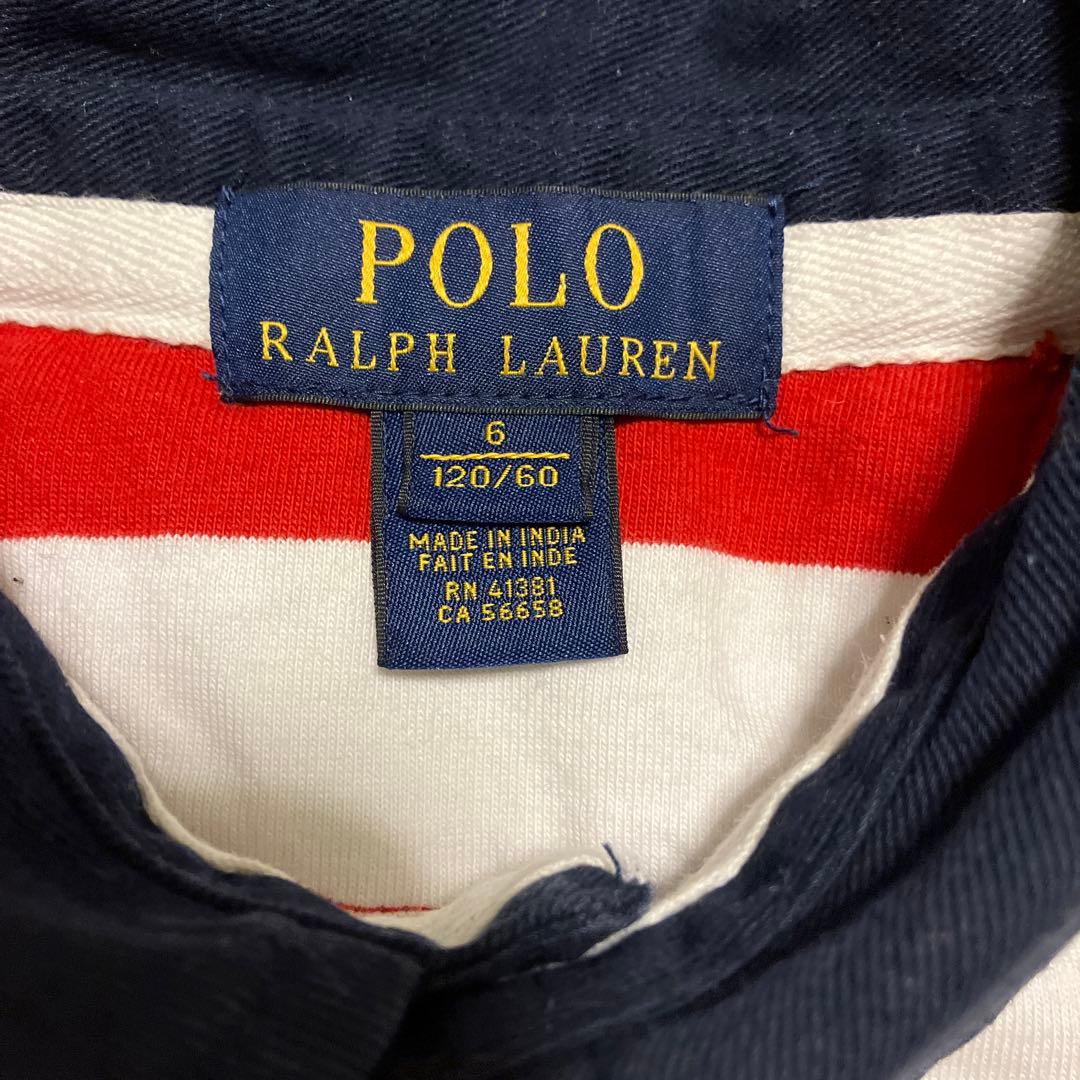 POLO
RALPH LAUREN
6
120/60
MADE IN INDIA
FAIT EN INDE
RN 41381
CA 56658